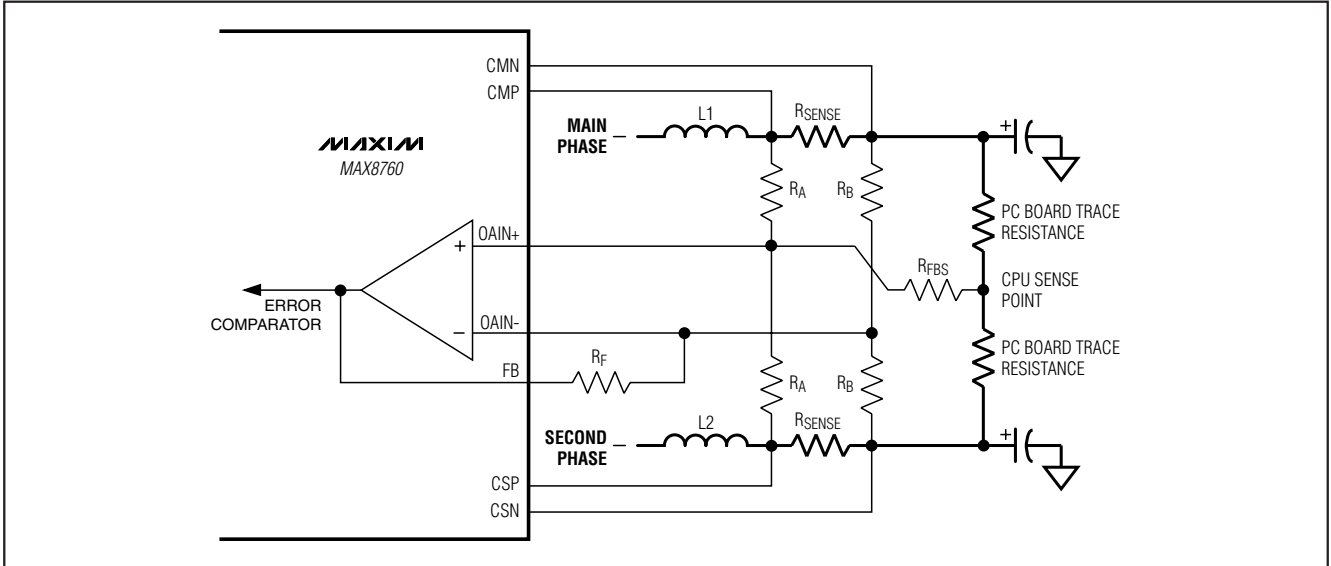 CMN
CMP
L1
RSENSE
+
MAIN
PHASE
MAXIM
MAX8760
RA
RB
PC BOARD TRACE
RESISTANCE
OAIN+
+
RFBS
CPU SENSE
POINT
ERROR
COMPARATOR
OAIN-
−
RF
FB
RA
RB
PC BOARD TRACE
RESISTANCE
L2
RSENSE
+
SECOND
PHASE
CSP
CSN